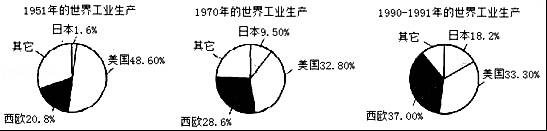 1951年的世界工业生产
日本1.6%
其它
美国48.60%
西欧20.8%
1970年的世界工业生产
日本9.50%
其它
美国32.80%
西欧28.6%
1990-1991年的世界工业生产
日本18.2%
其它
美国33.30%
西欧37.00%